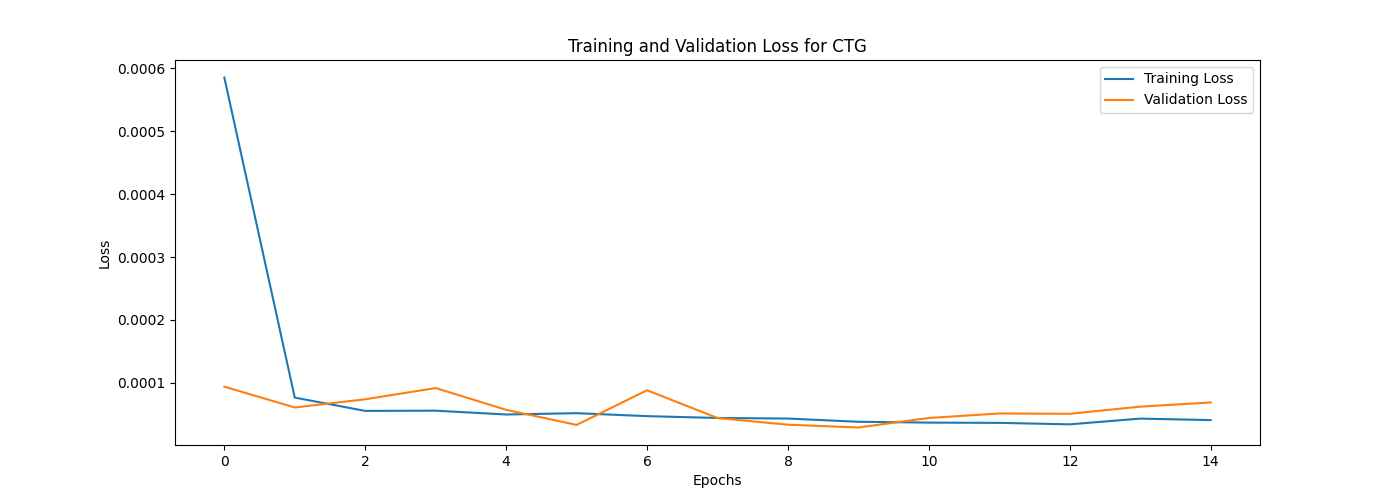 Training and Validation Loss for CTG
Training Loss
Validation Loss
Loss
0.0006
0.0005
0.0004
0.0003
0.0002
0.0001
0 2 4 6 8 10 12 14
Epochs